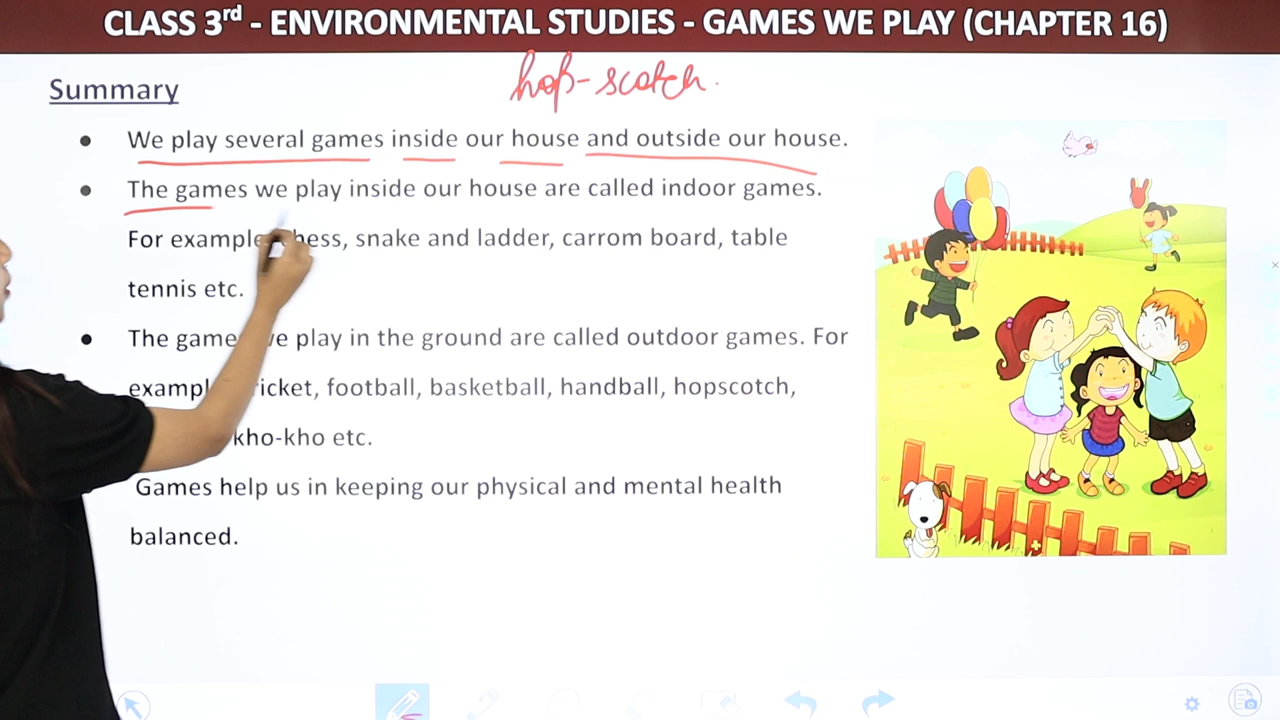 CLASS 3rd - ENVIRONMENTAL STUDIES - GAMES WE PLAY (CHAPTER 16)
hop-scotch.
Summary
● We play several games inside our house and outside our house.
● The games we play inside our house are called indoor games.
For example chess, snake and ladder, carrom board, table
tennis etc.
● The games we play in the ground are called outdoor games. For
example cricket, football, basketball, handball, hopscotch,
kho-kho etc.
Games help us in keeping our physical and mental health
balanced.